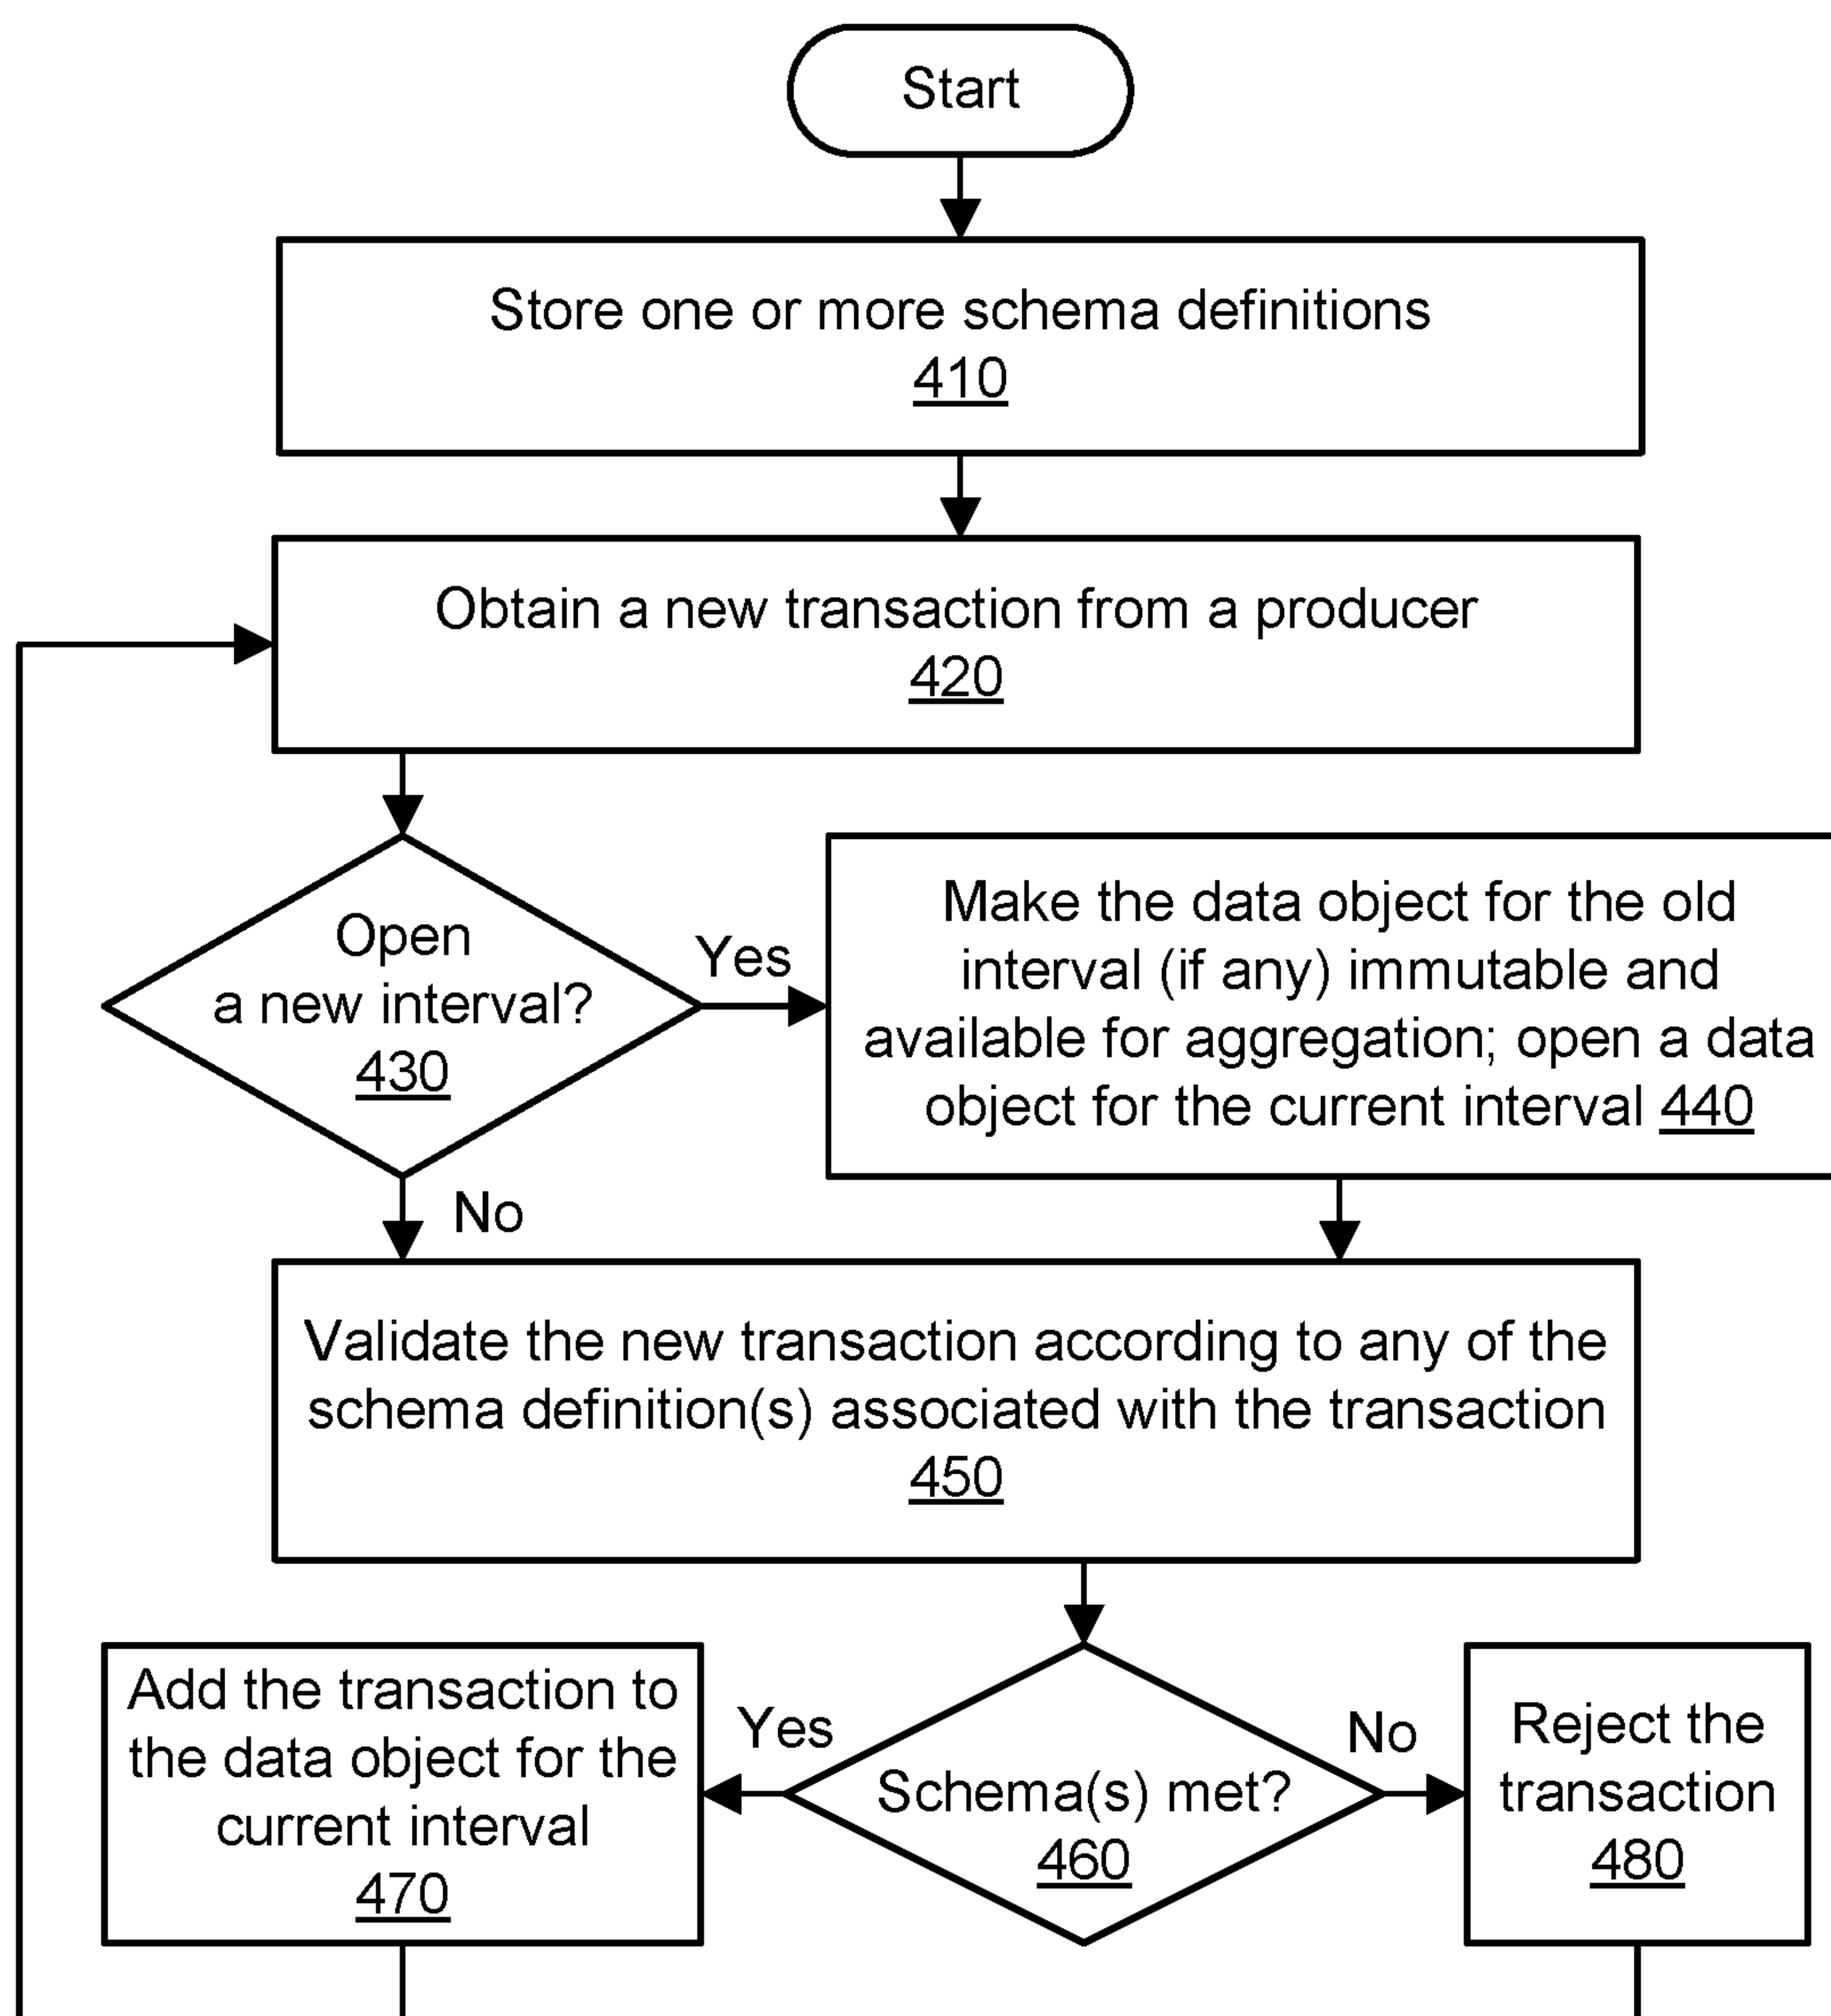 Start
Store one or more schema definitions
410
Obtain a new transaction from a producer
420
Open
a new interval?
430
Yes
Make the data object for the old
interval (if any) immutable and
available for aggregation; open a data
object for the current interval 440
No
Validate the new transaction according to any of the
schema definition(s) associated with the transaction
450
Add the transaction to
the data object for the
current interval
470
Yes
Schema(s) met?
460
No
Reject the
transaction
480